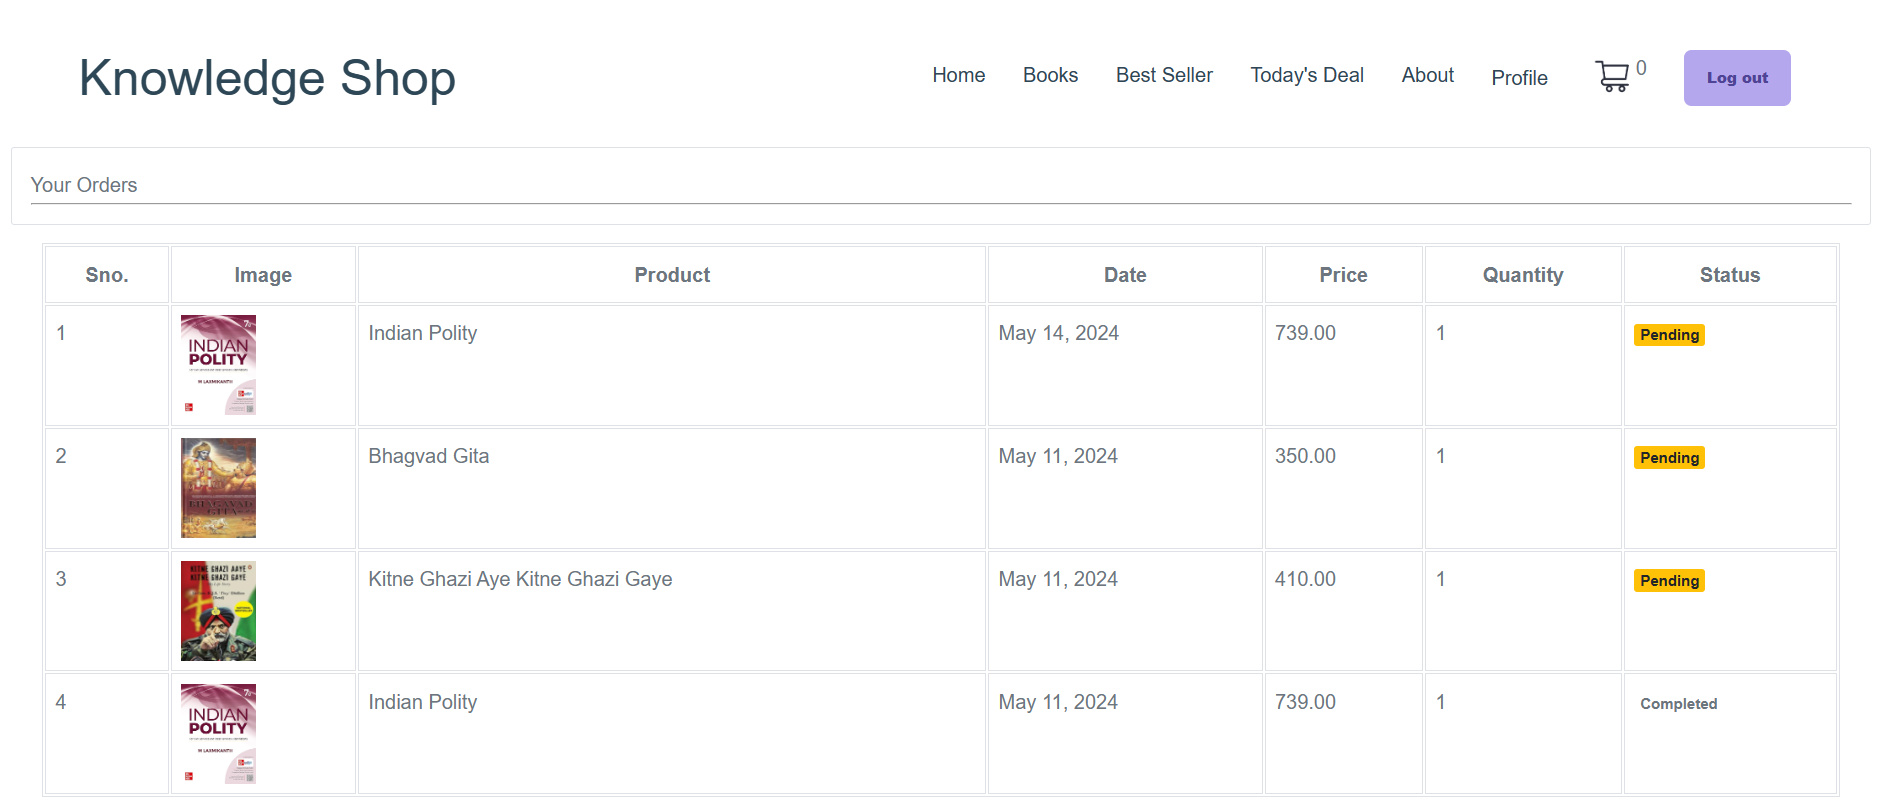 Knowledge Shop
Home Books Best Seller Today's Deal About Profile 0 Log out
Your Orders
Sno. Image Product Date Price Quantity Status
1 Indian Polity May 14, 2024 739.00 1 Pending
INDIAN
POLITY
M LAXMIKANTH
2 Bhagvad Gita May 11, 2024 350.00 1 Pending
BHAGAVAD
GITA
3 Kitne Ghazi Aye Kitne Ghazi Gaye May 11, 2024 410.00 1 Pending
KITNE GHAZI AAYE
KITNE GHAZI GAYE
4 Indian Polity May 11, 2024 739.00 1 Completed
INDIAN
POLITY
M LAXMIKANTH